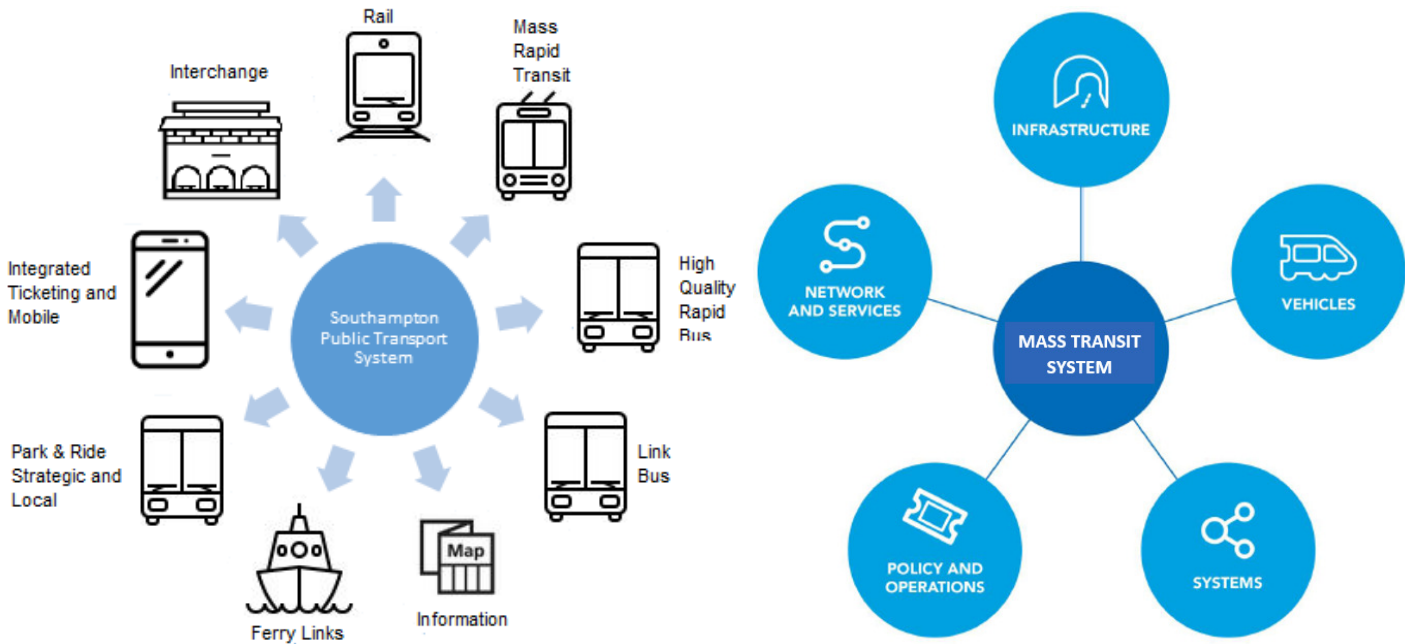 Rail
Mass
Rapid
Transit
Interchange
Integrated
Ticketing and
Mobile
High
Quality
Rapid
Bus
Southampton
Public Transport
System
Park & Ride
Strategic and
Local
Link
Bus
Map
Information
Ferry Links
INFRASTRUCTURE
NETWORK
AND SERVICES
VEHICLES
MASS TRANSIT
SYSTEM
POLICY AND
OPERATIONS
SYSTEMS